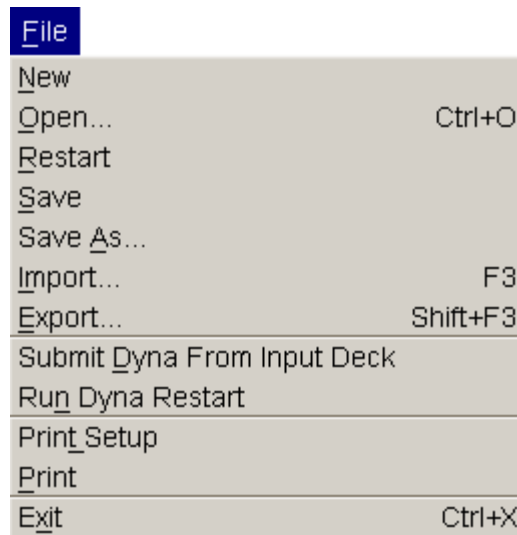 File
New
Open... Ctrl+O
Restart
Save
Save As...
Import... F3
Export... Shift+F3
Submit Dyna From Input Deck
Run Dyna Restart
Print Setup
Print
Exit Ctrl+X